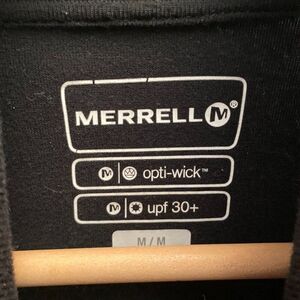 MERRELL M®
M opti-wick™
M upf 30+
M / M